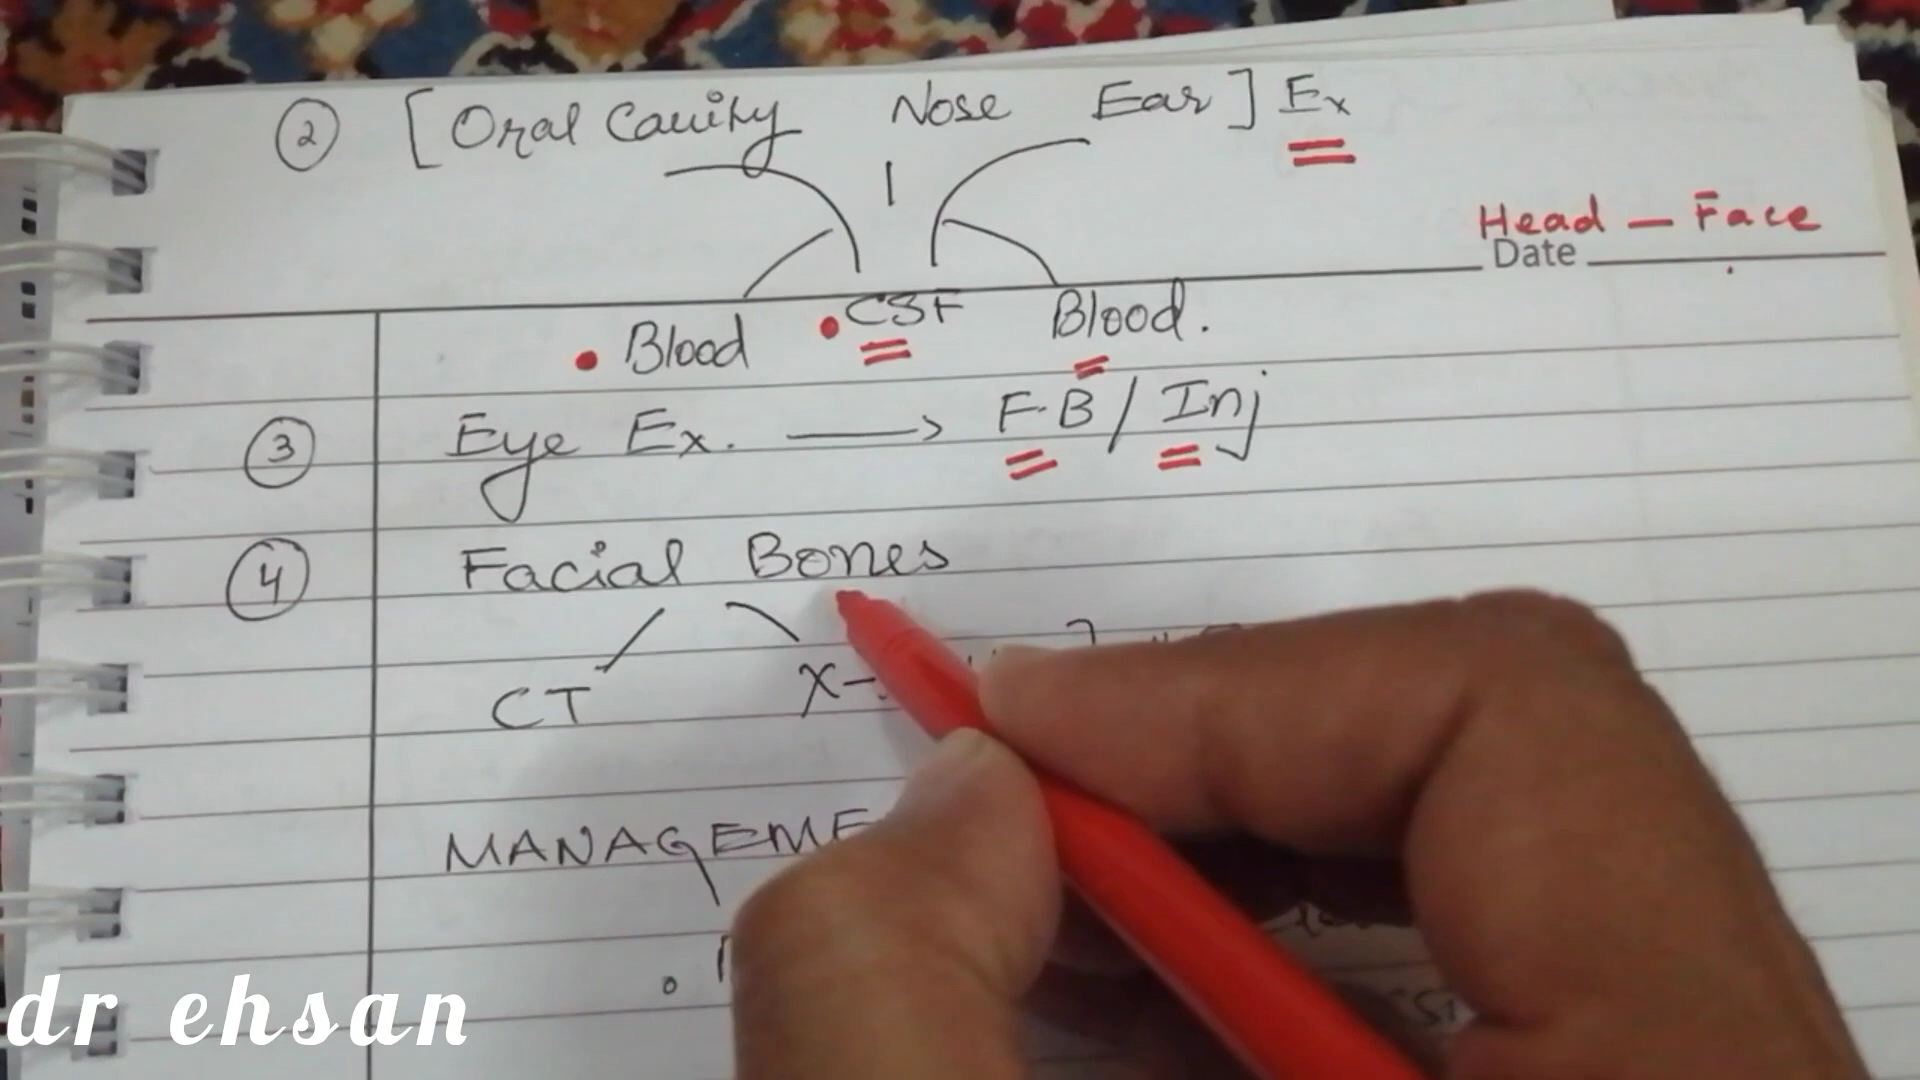 ② [Oral Cavity Nose Ear] Ex
Head - Face
Date
• Blood • CSF Blood.
③ Eye Ex. → F.B / Inj
④ Facial Bones
CT X-
MANAGEME
dr ehsan